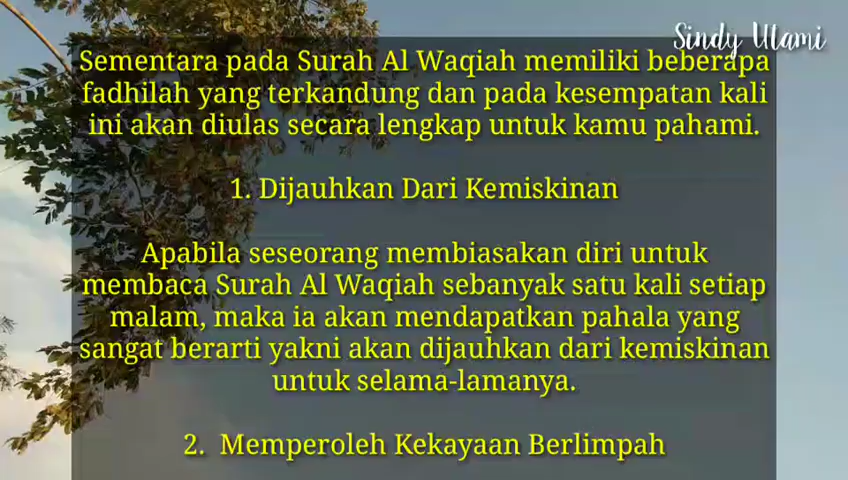 Sindy Utami
Sementara pada Surah Al Waqiah memiliki beberapa
fadhilah yang terkandung dan pada kesempatan kali
ini akan diulas secara lengkap untuk kamu pahami.
1. Dijauhkan Dari Kemiskinan
Apabila seseorang membiasakan diri untuk
membaca Surah Al Waqiah sebanyak satu kali setiap
malam, maka ia akan mendapatkan pahala yang
sangat berarti yakni akan dijauhkan dari kemiskinan
untuk selama-lamanya.
2. Memperoleh Kekayaan Berlimpah